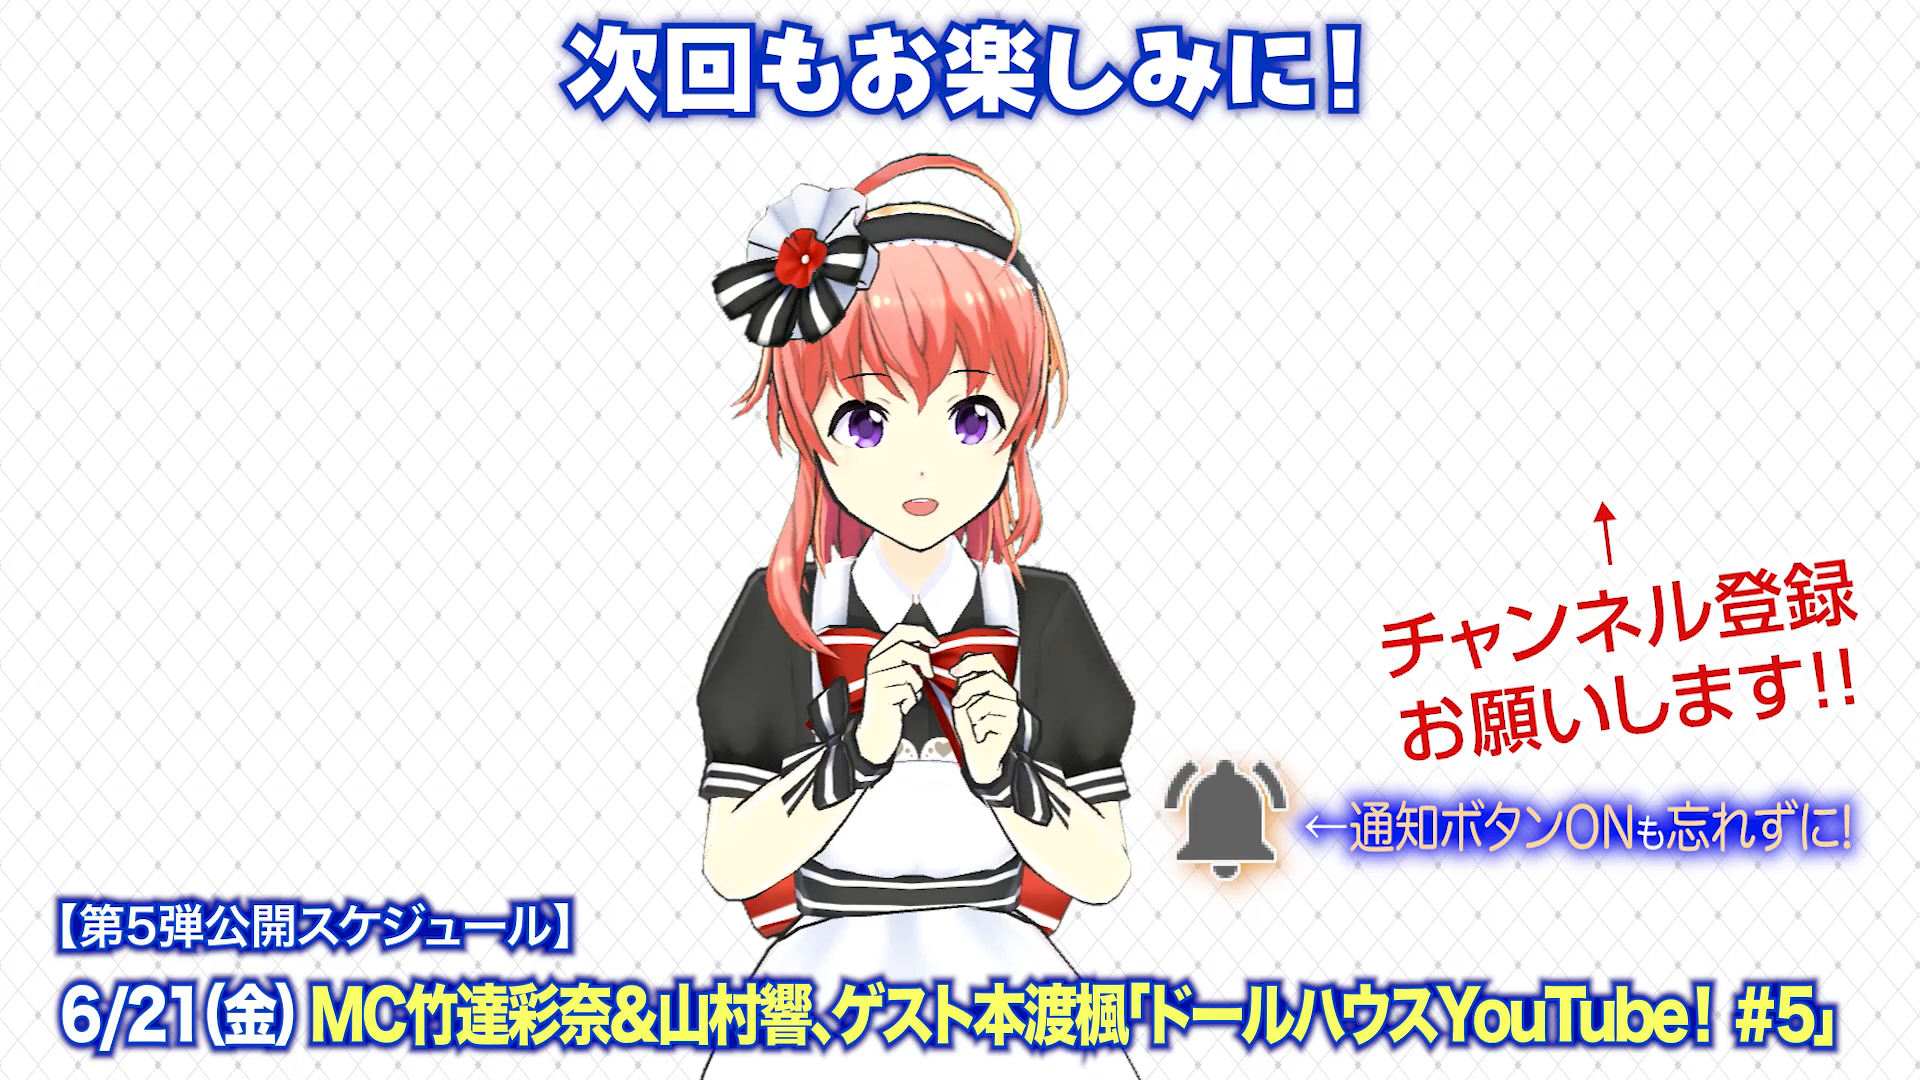 次回もお楽しみに！
↑
チャンネル登録
お願いします!!
←通知ボタンONも忘れずに!
【第5弾公開スケジュール】
6/21(金) MC竹達彩奈&山村響、ゲスト本渡楓「ドールハウスYouTube！ #5」